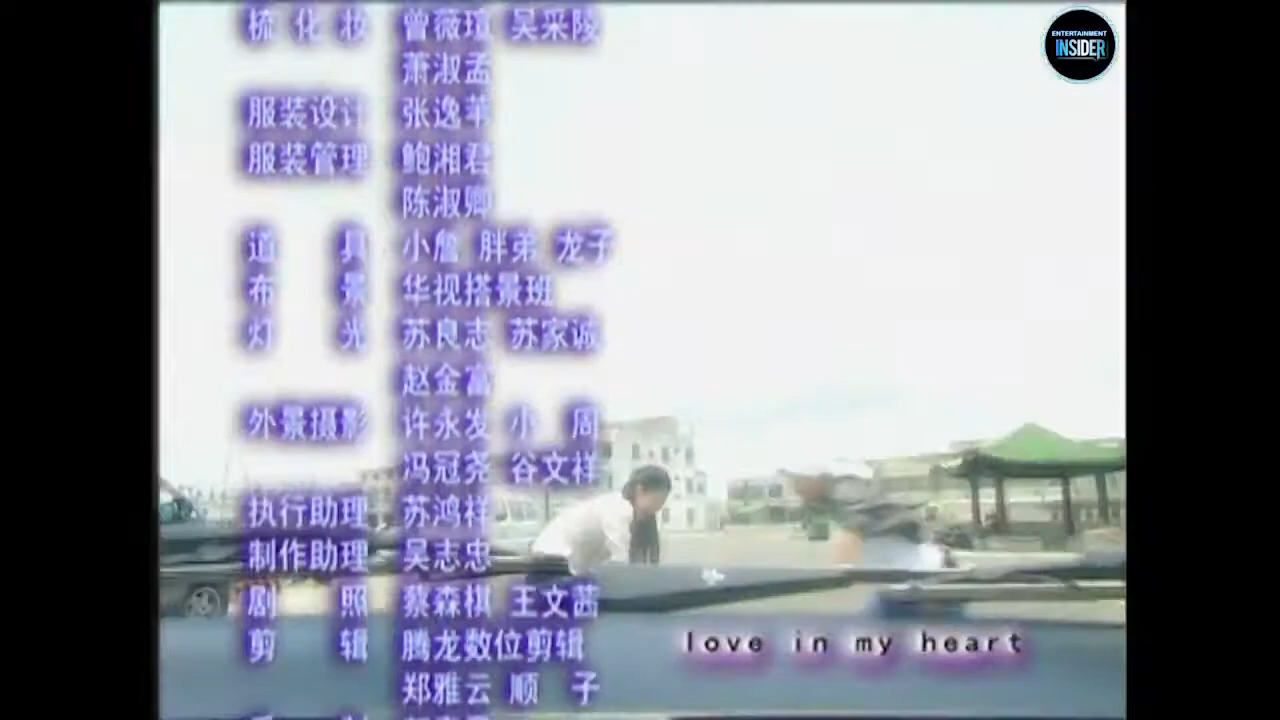 梳化妆 曾薇瑄 吴采陵
萧淑孟
服装设计 张逸苹
服装管理 鲍湘君
陈淑卿
道具 小詹 胖弟 龙子
布景 华视搭景班
灯光 苏良志 苏家诚
赵金富
外景摄影 许永发 小周
冯冠尧 谷文祥
执行助理 苏鸿祥
制作助理 吴志忠
剧照 蔡森棋 王文茜
剪辑 腾龙数位剪辑
郑雅云 顺子
love in my heart
ENTERTAINMENT
INSIDER